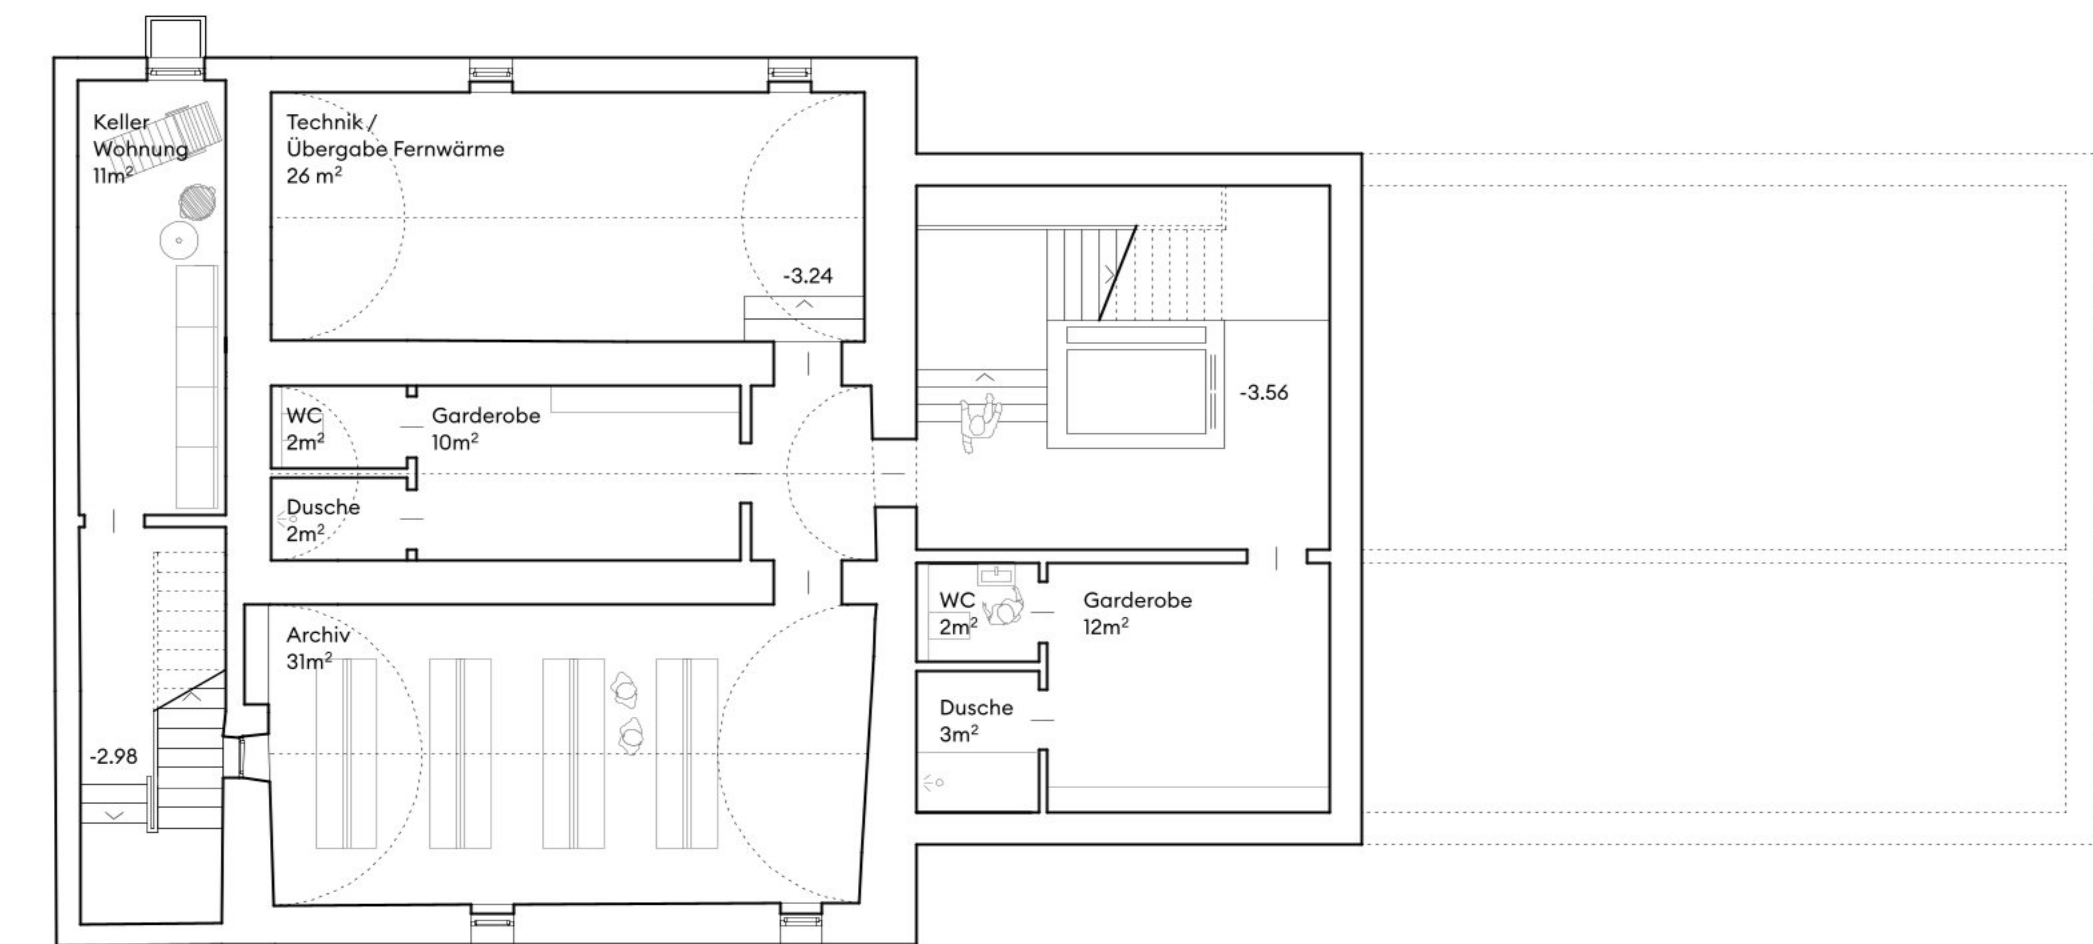 Keller
Wohnung
11m²
Technik /
Übergabe Fernwärme
26 m²
-3.24
WC
2m²
Garderobe
10m²
Dusche
2m²
-3.56
Archiv
31m²
-2.98
WC
2m²
Garderobe
12m²
Dusche
3m²